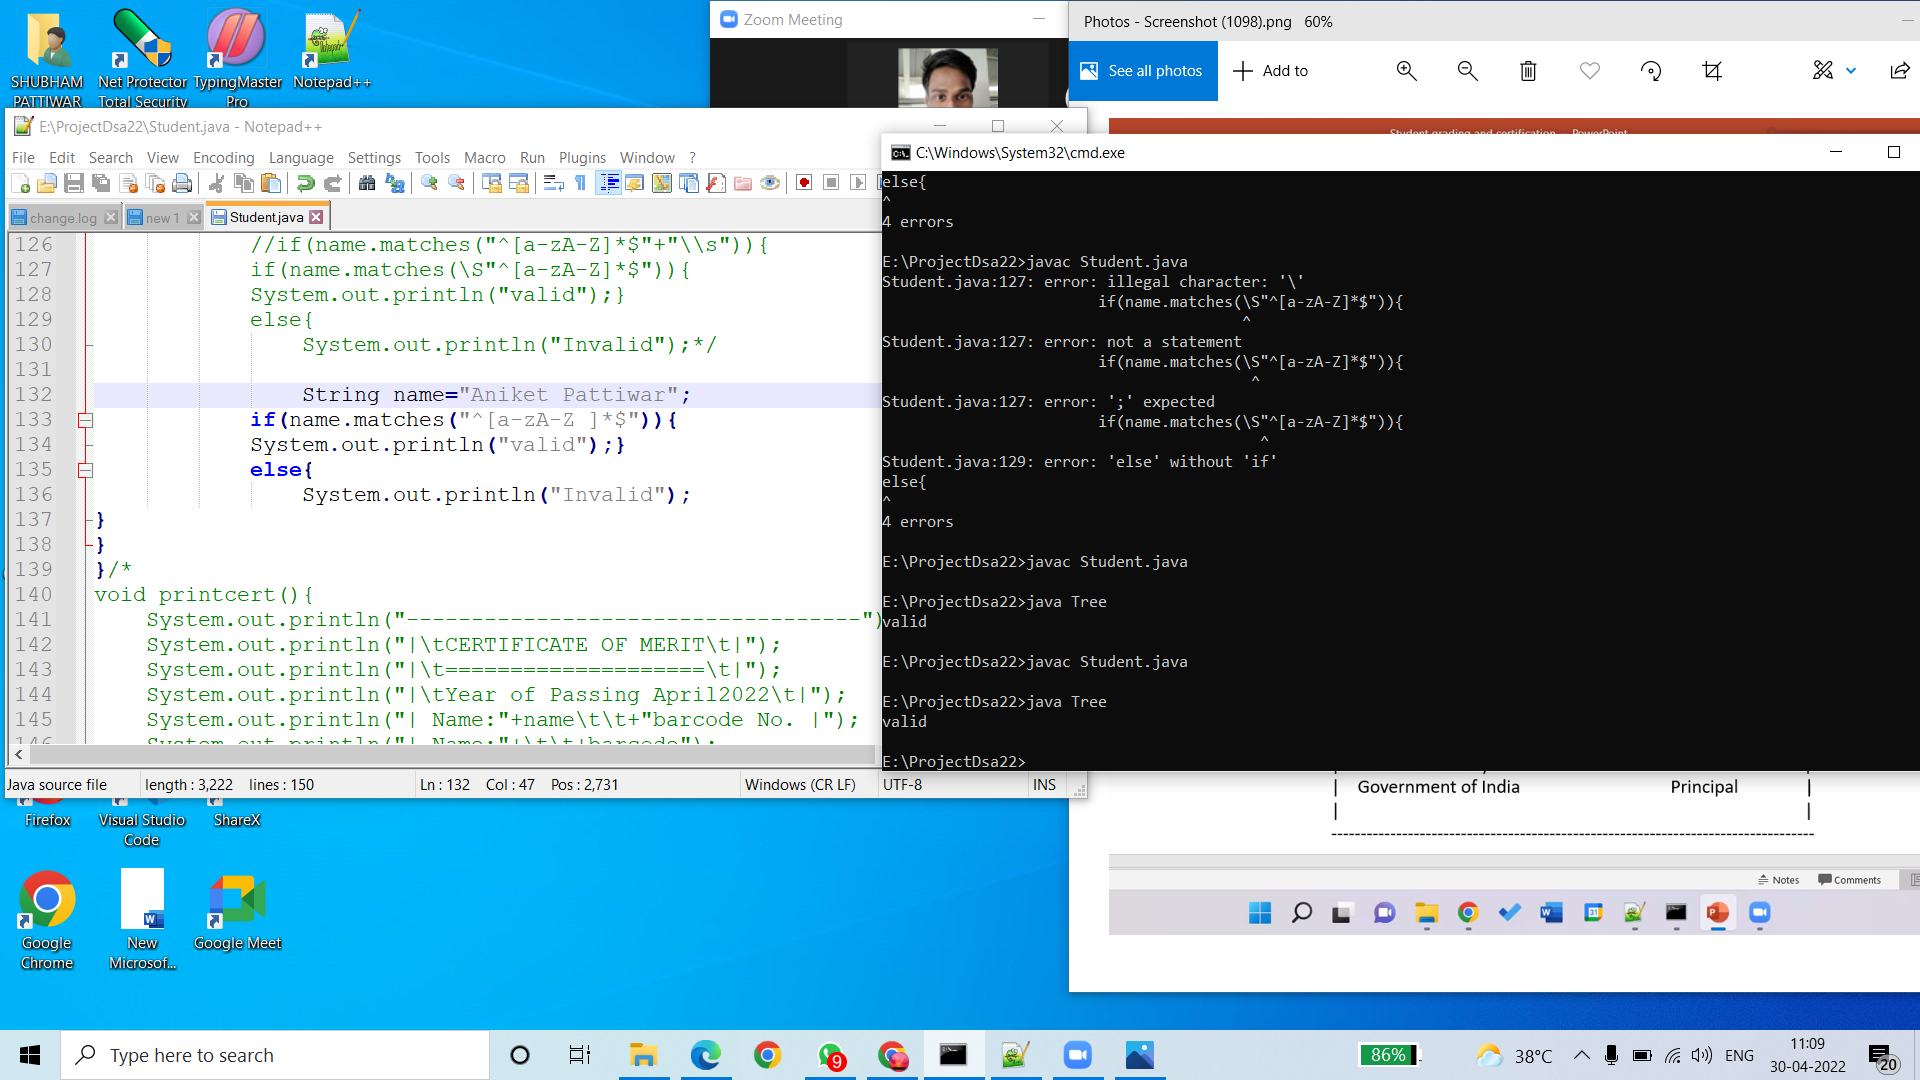 SHUBHAM
PATTIWAR
Net Protector
Total Security
TypingMaster
Pro
Notepad++
Zoom Meeting
Photos - Screenshot (1098).png 60%
See all photos
Add to
Student grading and certification - PowerPoint
E:\ProjectDsa22\Student.java - Notepad++
File Edit Search View Encoding Language Settings Tools Macro Run Plugins Window ?
change.log
new 1
Student.java
126 //if(name.matches("^[a-zA-Z]*$"+"\\s")){
127 if(name.matches(\S"^[a-zA-Z]*$")){
128 System.out.println("valid");}
129 else{
130 System.out.println("Invalid");*/
131
132 String name="Aniket Pattiwar";
133 if(name.matches("^[a-zA-Z ]*$")){
134 System.out.println("valid");}
135 else{
136 System.out.println("Invalid");
137 }
138 }
139 }/*
140 void printcert(){
141 System.out.println("-----------------------------------")
142 System.out.println("|\tCERTIFICATE OF MERIT\t|");
143 System.out.println("|\t====================\t|");
144 System.out.println("|\tYear of Passing April2022\t|");
145 System.out.println("| Name:"+name\t\t+"barcode No. |");
146 System.out.println("| Name:"+\t\t+barcode");
Java source file length : 3,222 lines : 150 Ln : 132 Col : 47 Pos : 2,731 Windows (CR LF) UTF-8 INS
C:\Windows\System32\cmd.exe
else{
^
4 errors
E:\ProjectDsa22>javac Student.java
Student.java:127: error: illegal character: '\'
if(name.matches(\S"^[a-zA-Z]*$")){
^
Student.java:127: error: not a statement
if(name.matches(\S"^[a-zA-Z]*$")){
^
Student.java:127: error: ';' expected
if(name.matches(\S"^[a-zA-Z]*$")){
^
Student.java:129: error: 'else' without 'if'
else{
^
4 errors
E:\ProjectDsa22>javac Student.java
E:\ProjectDsa22>java Tree
valid
E:\ProjectDsa22>javac Student.java
E:\ProjectDsa22>java Tree
valid
E:\ProjectDsa22>
| Government of India Principal |
| |
--------------------------------------------------------------------------------
Notes Comments
Firefox
Visual Studio
Code
ShareX
Google
Chrome
New
Microsof...
Google Meet
Type here to search
9
86%
38°C
ENG
11:09
30-04-2022
20